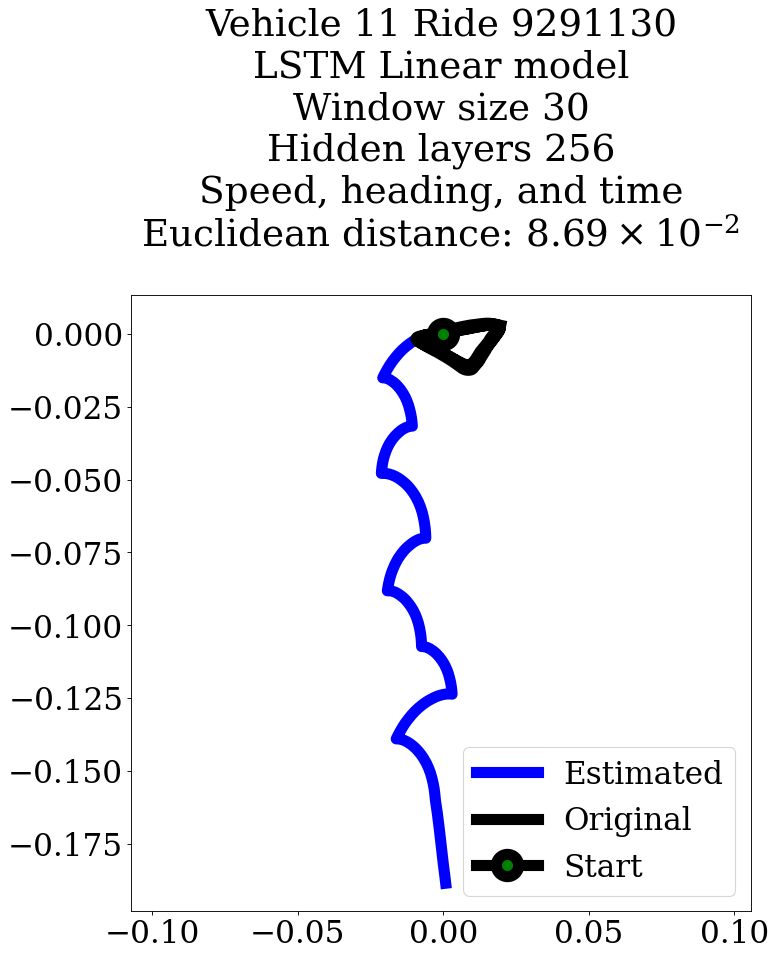 Vehicle 11 Ride 9291130
LSTM Linear model
Window size 30
Hidden layers 256
Speed, heading, and time
Euclidean distance: 8.69 × 10⁻²
0.000
−0.025
−0.050
−0.075
−0.100
−0.125
−0.150
−0.175
Estimated
Original
Start
−0.10 −0.05 0.00 0.05 0.10